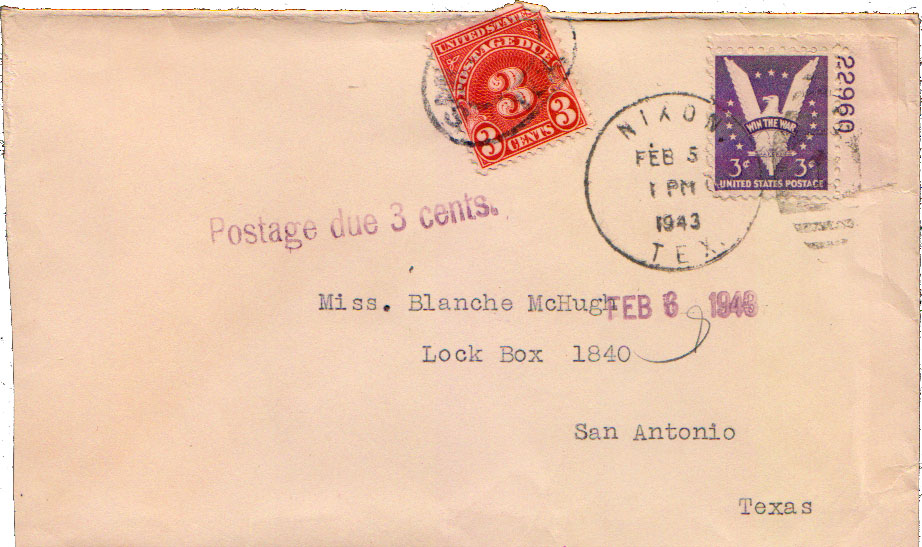 UNITED STATES
POSTAGE DUE
3
3 CENTS 3
WIN THE WAR
3¢ 3¢
UNITED STATES POSTAGE
22960
NIXON
FEB 5
1 PM
1943
TEX.
Postage due 3 cents.
Miss. Blanche McHugh
FEB 6 1943
Lock Box 1840
San Antonio
Texas